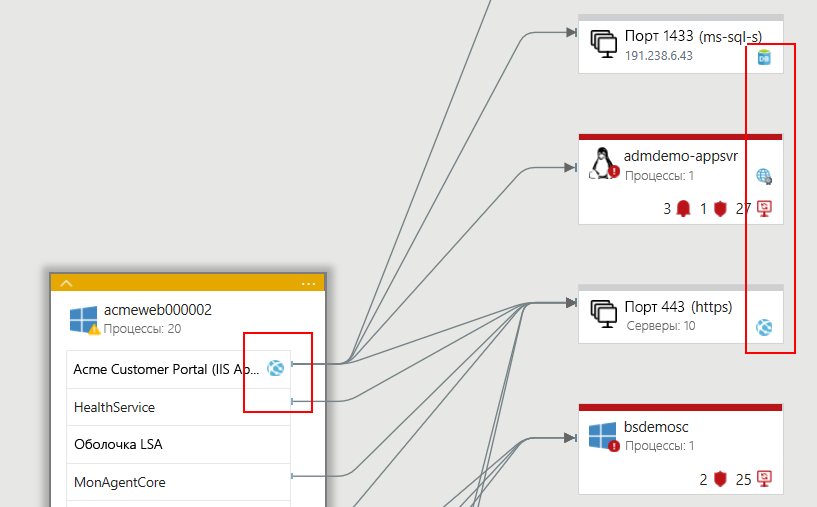 Порт 1433 (ms-sql-s)
191.238.6.43
DB
admdemo-appsvr
Процессы: 1
3 1 27
Порт 443 (https)
Серверы: 10
bsdemosc
Процессы: 1
2 25
acmeweb000002
Процессы: 20
Acme Customer Portal (IIS Ap...
HealthService
Оболочка LSA
MonAgentCore